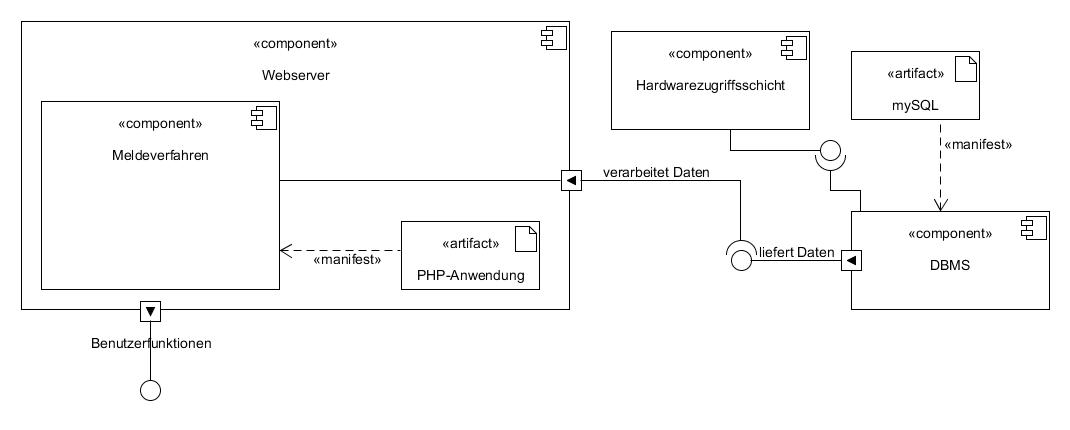 «component»
Webserver
«component»
Meldeverfahren
«artifact»
PHP-Anwendung
«manifest»
Benutzerfunktionen
«component»
Hardwarezugriffsschicht
«artifact»
mySQL
«manifest»
verarbeitet Daten
liefert Daten
«component»
DBMS